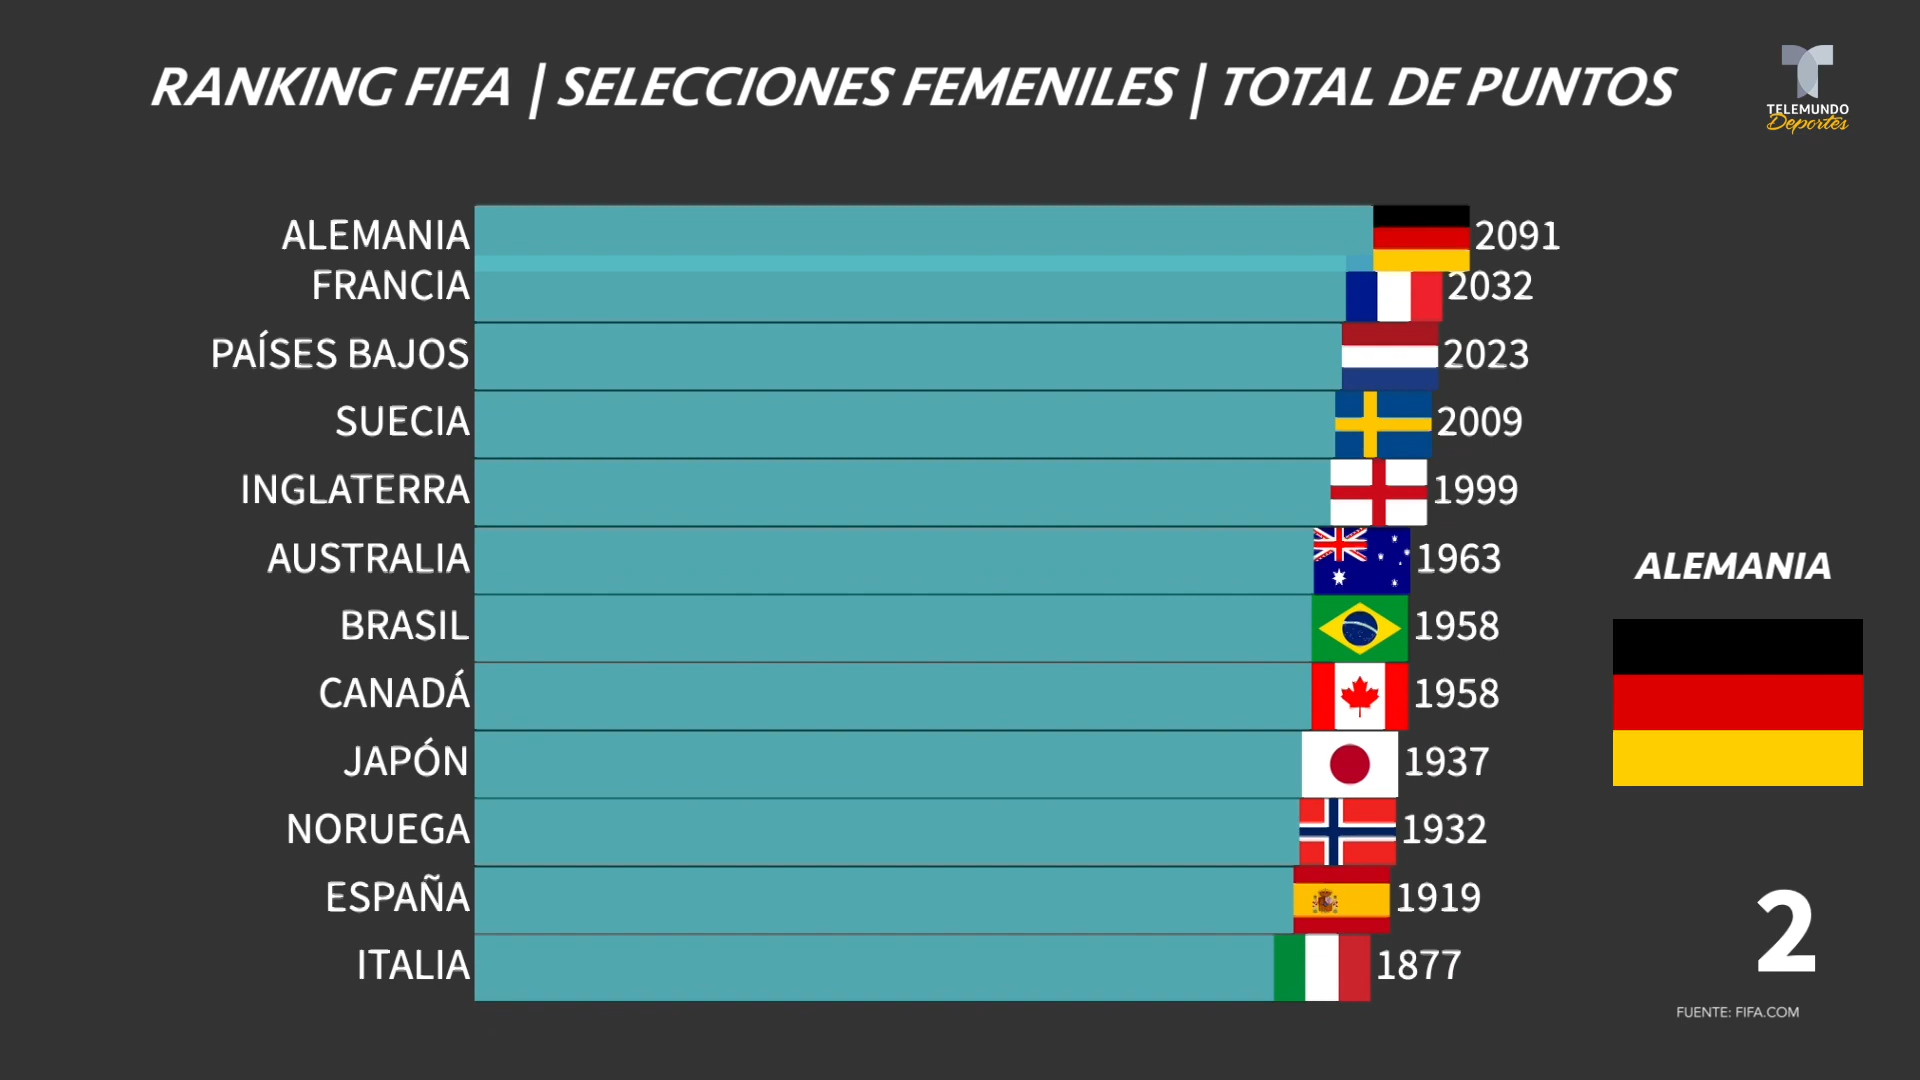 RANKING FIFA | SELECCIONES FEMENILES | TOTAL DE PUNTOS
TELEMUNDO
Deportes
ALEMANIA 2091
FRANCIA 2032
PAÍSES BAJOS 2023
SUECIA 2009
INGLATERRA 1999
AUSTRALIA 1963
BRASIL 1958
CANADÁ 1958
JAPÓN 1937
NORUEGA 1932
ESPAÑA 1919
ITALIA 1877
ALEMANIA
2
FUENTE: FIFA.COM